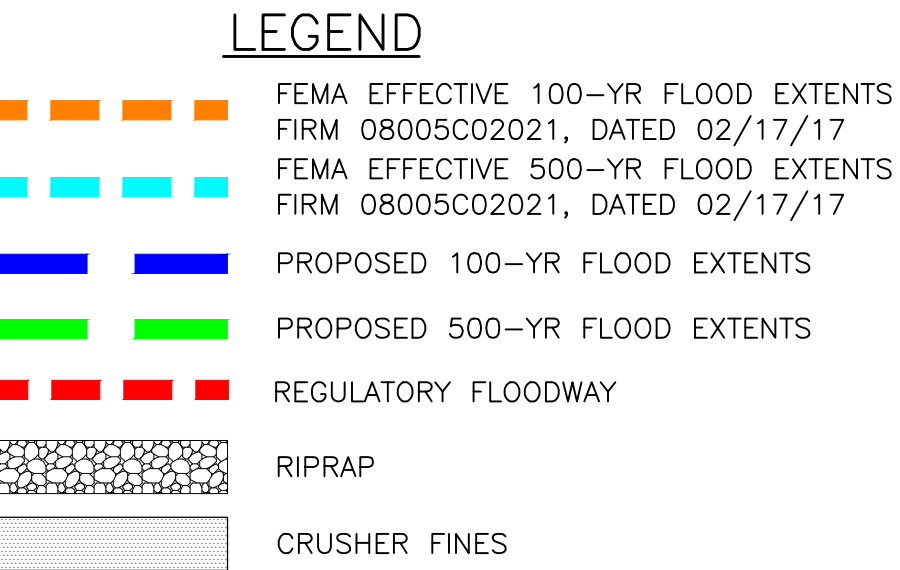 LEGEND
FEMA EFFECTIVE 100-YR FLOOD EXTENTS
FIRM 08005C02021, DATED 02/17/17
FEMA EFFECTIVE 500-YR FLOOD EXTENTS
FIRM 08005C02021, DATED 02/17/17
PROPOSED 100-YR FLOOD EXTENTS
PROPOSED 500-YR FLOOD EXTENTS
REGULATORY FLOODWAY
RIPRAP
CRUSHER FINES